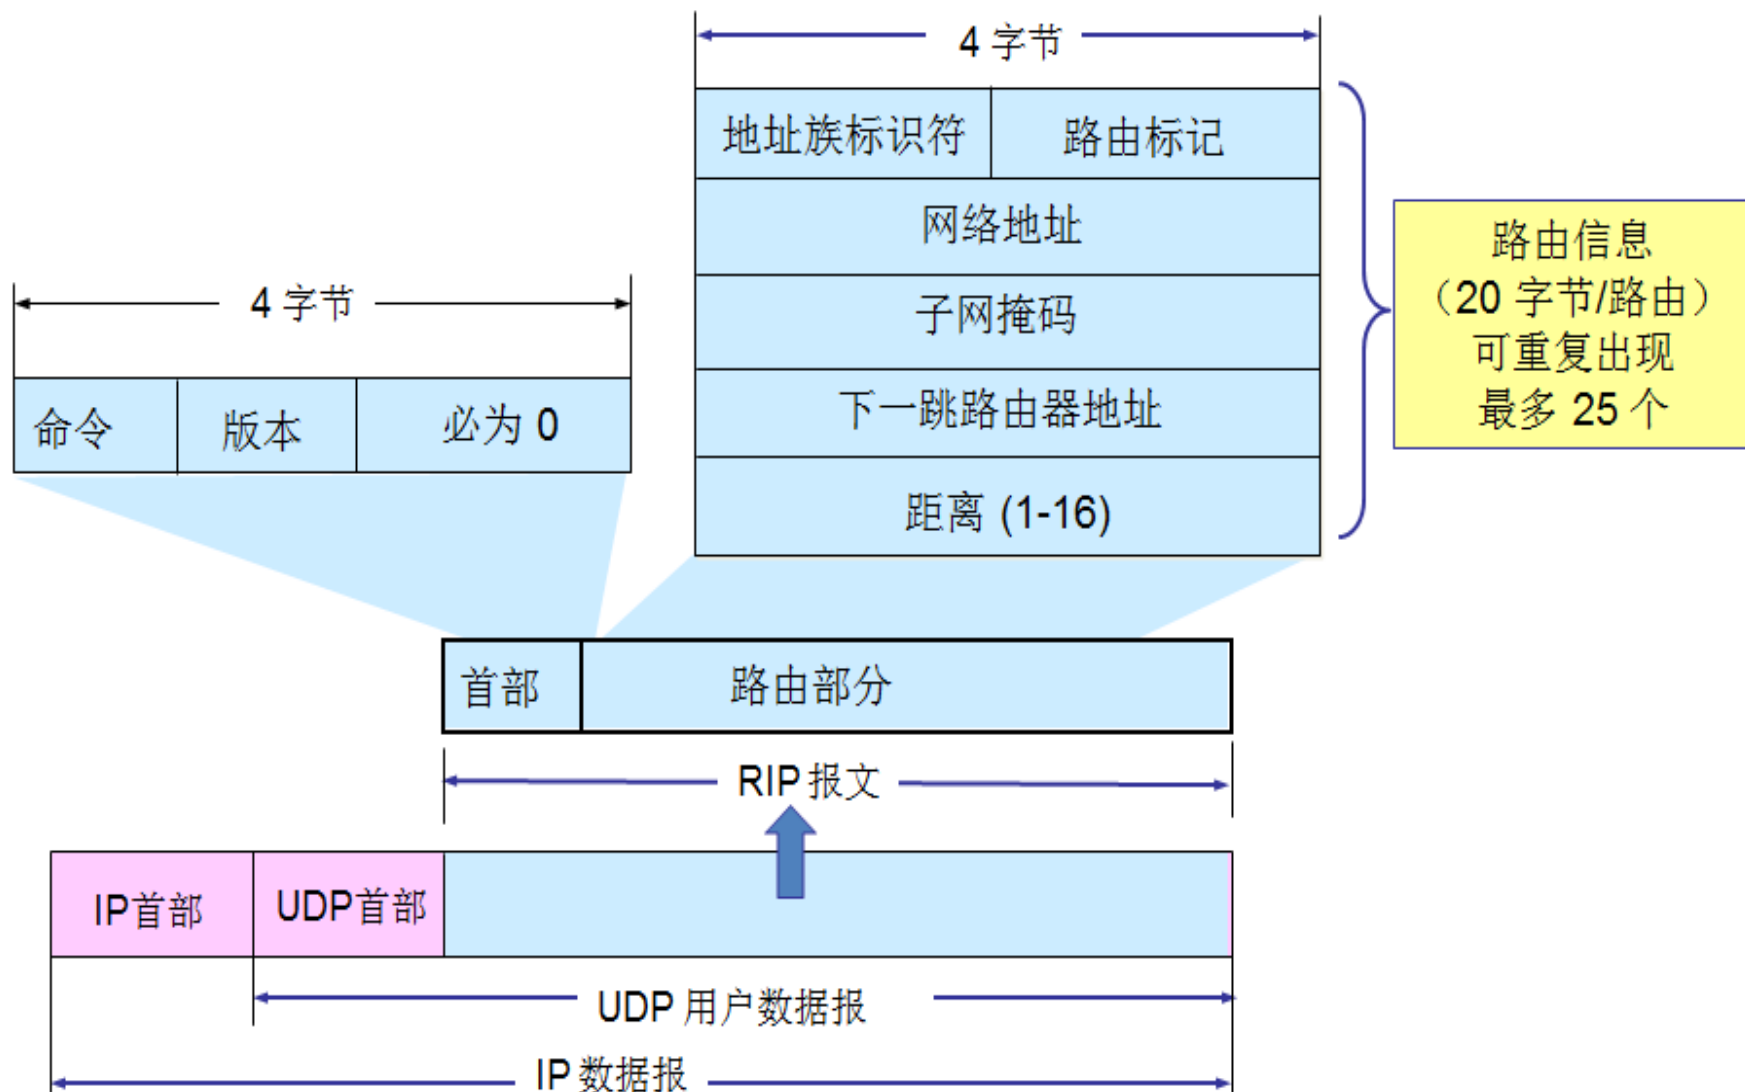 4 字节
地址族标识符
路由标记
网络地址
子网掩码
下一跳路由器地址
距离 (1-16)
路由信息
（20 字节/路由）
可重复出现
最多 25 个
4 字节
命令
版本
必为 0
首部
路由部分
RIP 报文
IP首部
UDP首部
UDP 用户数据报
IP 数据报